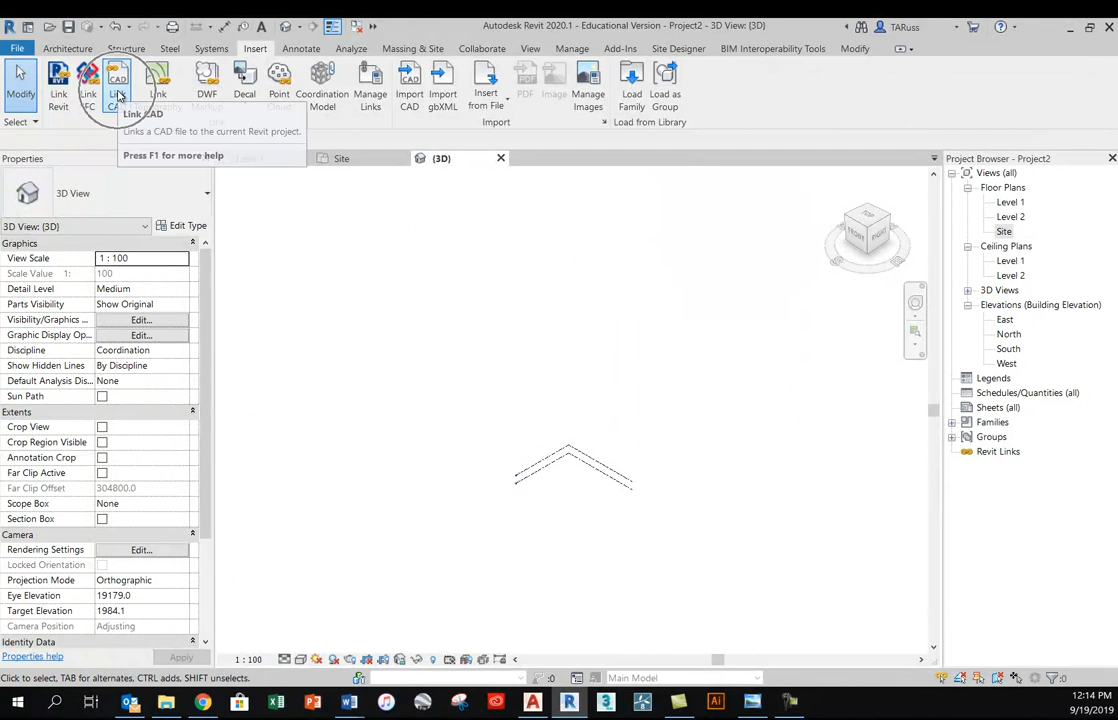 Autodesk Revit 2020.1 - Educational Version - Project2 - 3D View: {3D}
TARuss
File Architecture Structure Steel Systems Insert Annotate Analyze Massing & Site Collaborate View Manage Add-Ins Site Designer BIM Interoperability Tools Modify
Modify
Link Revit
Link
Link
Link
DWF
Decal
Point
Coordination Model
Manage Links
Import CAD
Import gbXML
Insert from File
PDF
Image
Manage Images
Load Family
Load as Group
Select
Import
Load from Library
Link CAD
Links a CAD file to the current Revit project.
Press F1 for more help
Site
{3D}
Properties
3D View
3D View: {3D}
Edit Type
Graphics
View Scale 1 : 100
Scale Value 1: 100
Detail Level Medium
Parts Visibility Show Original
Visibility/Graphics ... Edit...
Graphic Display Op... Edit...
Discipline Coordination
Show Hidden Lines By Discipline
Default Analysis Dis... None
Sun Path
Extents
Crop View
Crop Region Visible
Annotation Crop
Far Clip Active
Far Clip Offset 304800.0
Scope Box None
Section Box
Camera
Rendering Settings Edit...
Locked Orientation
Projection Mode Orthographic
Eye Elevation 19179.0
Target Elevation 1984.1
Camera Position Adjusting
Identity Data
Properties help
Apply
TOP
FRONT
RIGHT
Project Browser - Project2
Views (all)
Floor Plans
Level 1
Level 2
Site
Ceiling Plans
Level 1
Level 2
3D Views
Elevations (Building Elevation)
East
North
South
West
Legends
Schedules/Quantities (all)
Sheets (all)
Families
Groups
Revit Links
1 : 100
Click to select, TAB for alternates, CTRL adds, SHIFT unselects.
:0
Main Model
:0
12:14 PM
9/19/2019